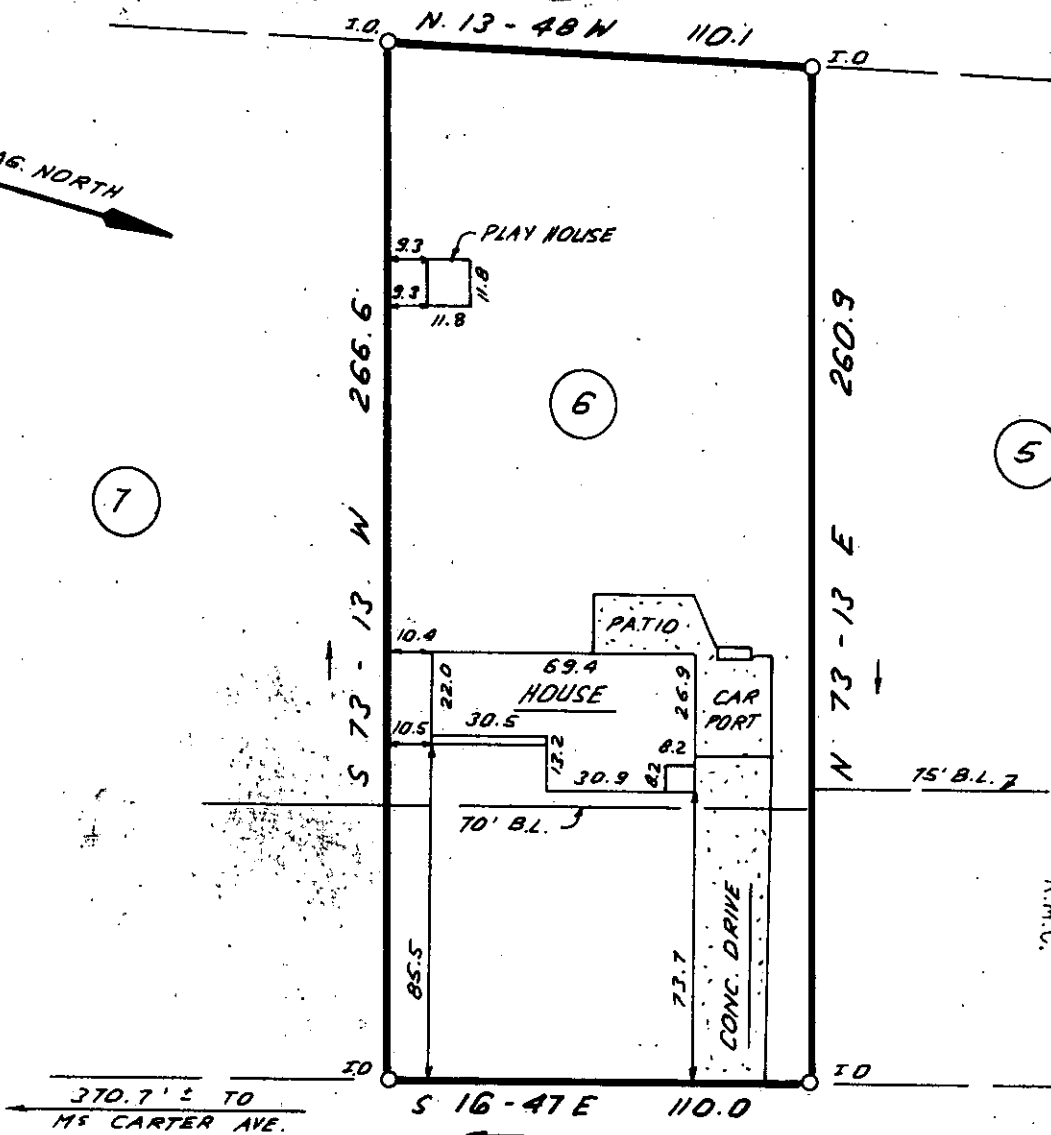 I.O. N. 13 - 48 W 110.1 I.O
NORTH
9.3 PLAY HOUSE
9.3 11.8
11.8
266.6
S 73 - 13 W
260.9
N 73 - 13 E
6
7
5
PATIO
10.4
69.4
22.0 HOUSE 26.9
CAR
PORT
10.5 30.5
13.2 8.2
30.9 8.2
75' B.L.
70' B.L.
85.5
73.7
CONC. DRIVE
I.O I O
370.7' ± TO
Mc CARTER AVE.
S 16 - 47 E 110.0